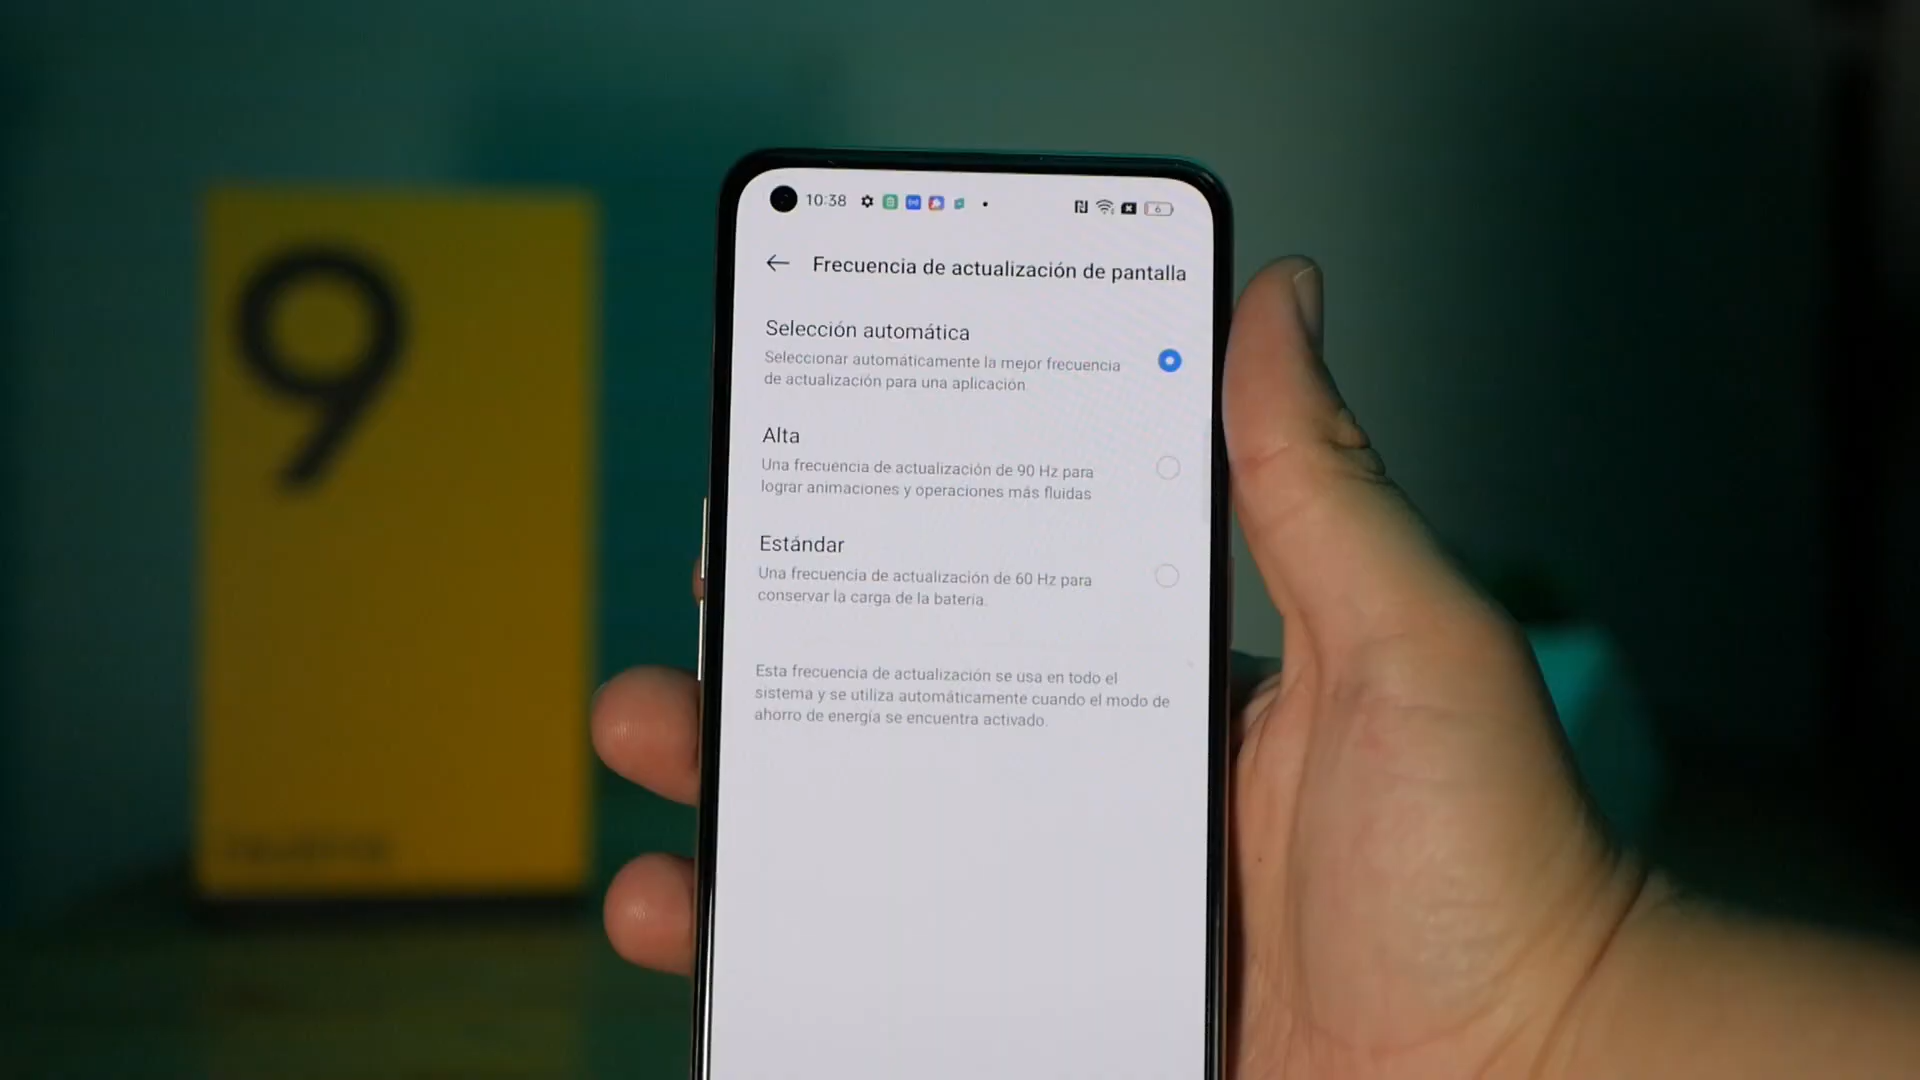 9
10:38
6
Frecuencia de actualización de pantalla
Selección automática
Seleccionar automáticamente la mejor frecuencia
de actualización para una aplicación.
Alta
Una frecuencia de actualización de 90 Hz para
lograr animaciones y operaciones más fluidas
Estándar
Una frecuencia de actualización de 60 Hz para
conservar la carga de la batería.
Esta frecuencia de actualización se usa en todo el
sistema y se utiliza automáticamente cuando el modo de
ahorro de energía se encuentra activado.